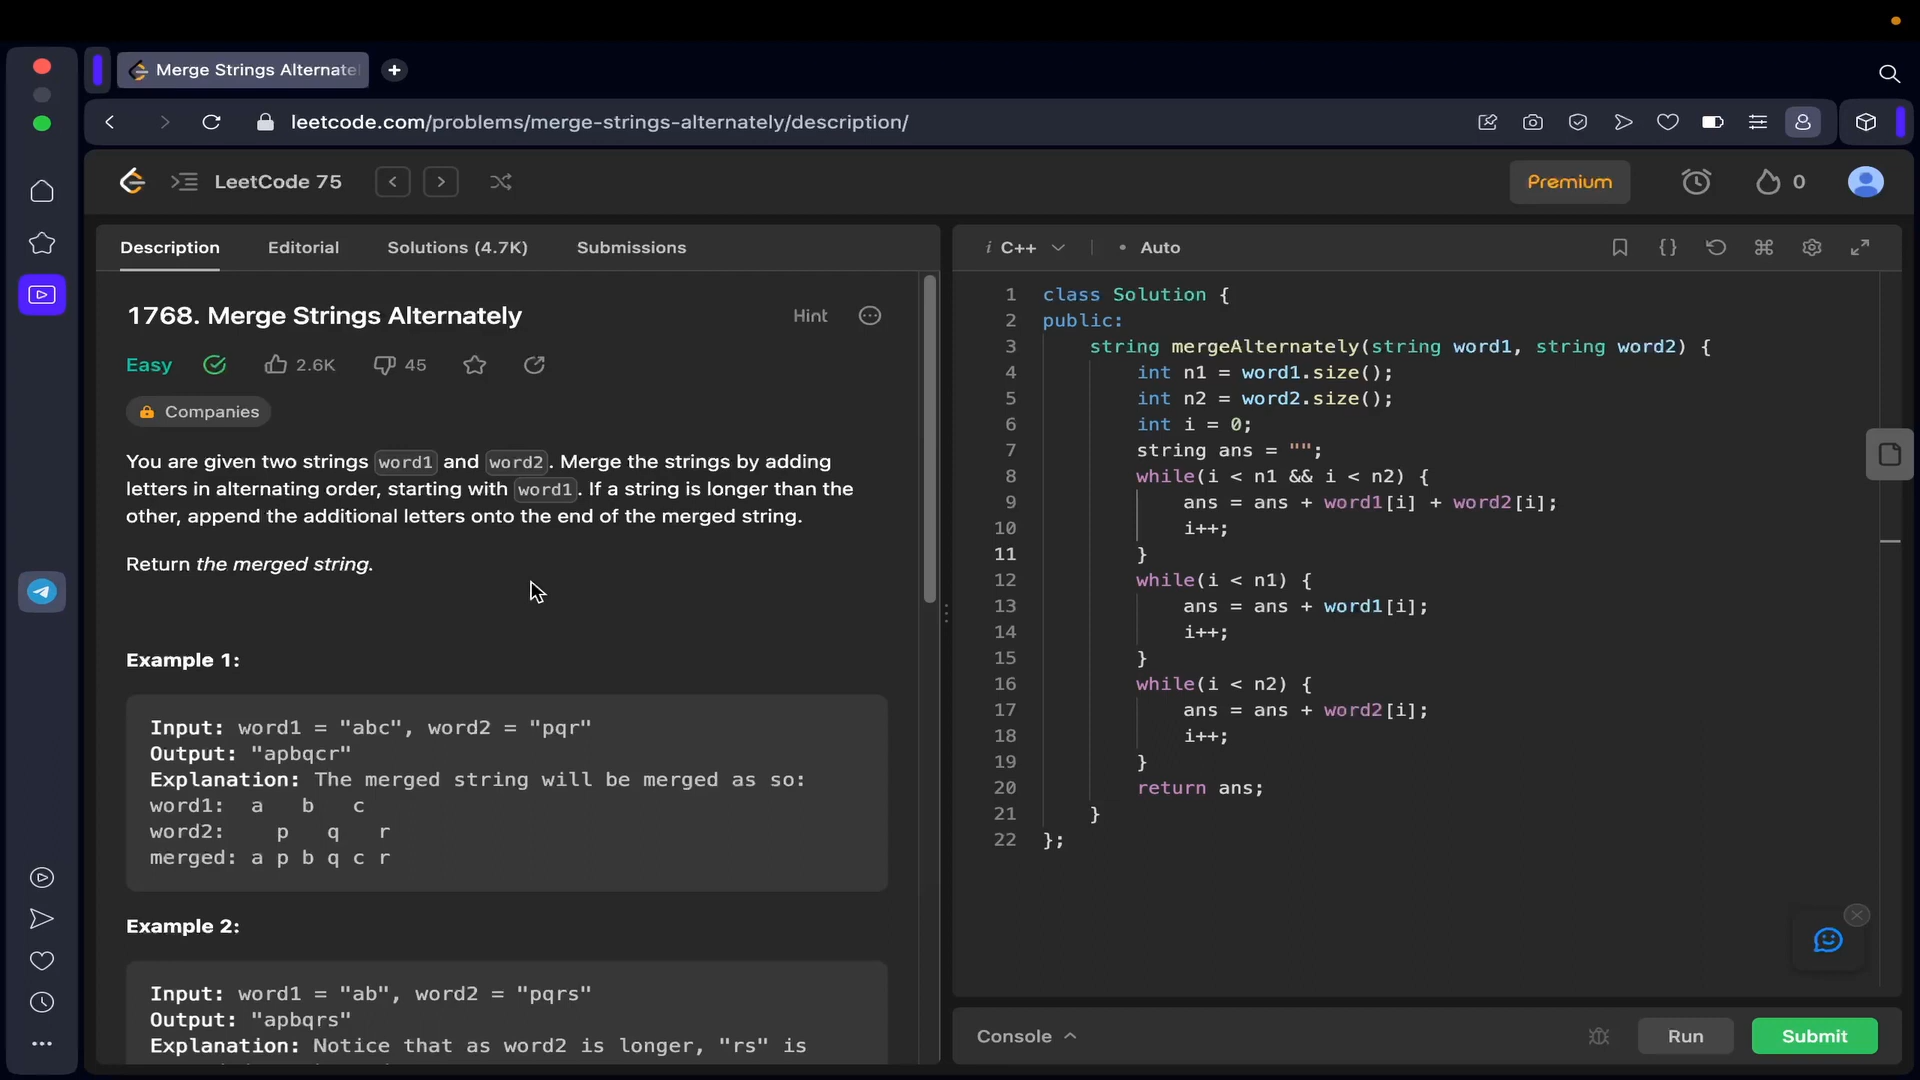 Merge Strings Alternate
leetcode.com/problems/merge-strings-alternately/description/
LeetCode 75
Premium
0
Description
Editorial
Solutions (4.7K)
Submissions
1768. Merge Strings Alternately
Hint
Easy
2.6K
45
Companies
You are given two strings word1 and word2. Merge the strings by adding
letters in alternating order, starting with word1. If a string is longer than the
other, append the additional letters onto the end of the merged string.
Return the merged string.
Example 1:
Input: word1 = "abc", word2 = "pqr"
Output: "apbqcr"
Explanation: The merged string will be merged as so:
word1:  a   b   c
word2:    p   q   r
merged: a p b q c r
Example 2:
Input: word1 = "ab", word2 = "pqrs"
Output: "apbqrs"
Explanation: Notice that as word2 is longer, "rs" is
i C++
• Auto
{}
1 class Solution {
2 public:
3     string mergeAlternately(string word1, string word2) {
4         int n1 = word1.size();
5         int n2 = word2.size();
6         int i = 0;
7         string ans = "";
8         while(i < n1 && i < n2) {
9             ans = ans + word1[i] + word2[i];
10             i++;
11         }
12         while(i < n1) {
13             ans = ans + word1[i];
14             i++;
15         }
16         while(i < n2) {
17             ans = ans + word2[i];
18             i++;
19         }
20         return ans;
21     }
22 };
Console
Run
Submit